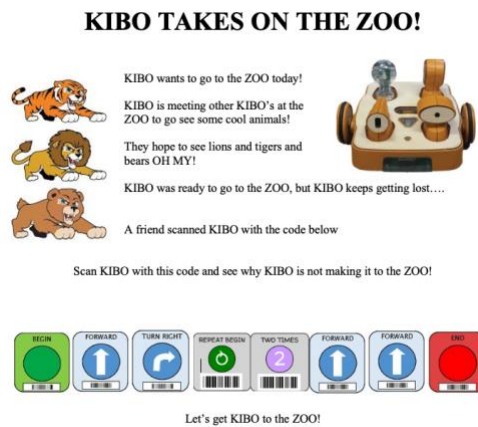 KIBO TAKES ON THE ZOO!
KIBO wants to go to the ZOO today!
KIBO is meeting other KIBO's at the
ZOO to go see some cool animals!
They hope to see lions and tigers and
bears OH MY!
KIBO was ready to go to the ZOO, but KIBO keeps getting lost….
A friend scanned KIBO with the code below
Scan KIBO with this code and see why KIBO is not making it to the ZOO!
BEGIN FORWARD TURN RIGHT REPEAT BEGIN TWO TIMES FORWARD FORWARD END
2
Let's get KIBO to the ZOO!